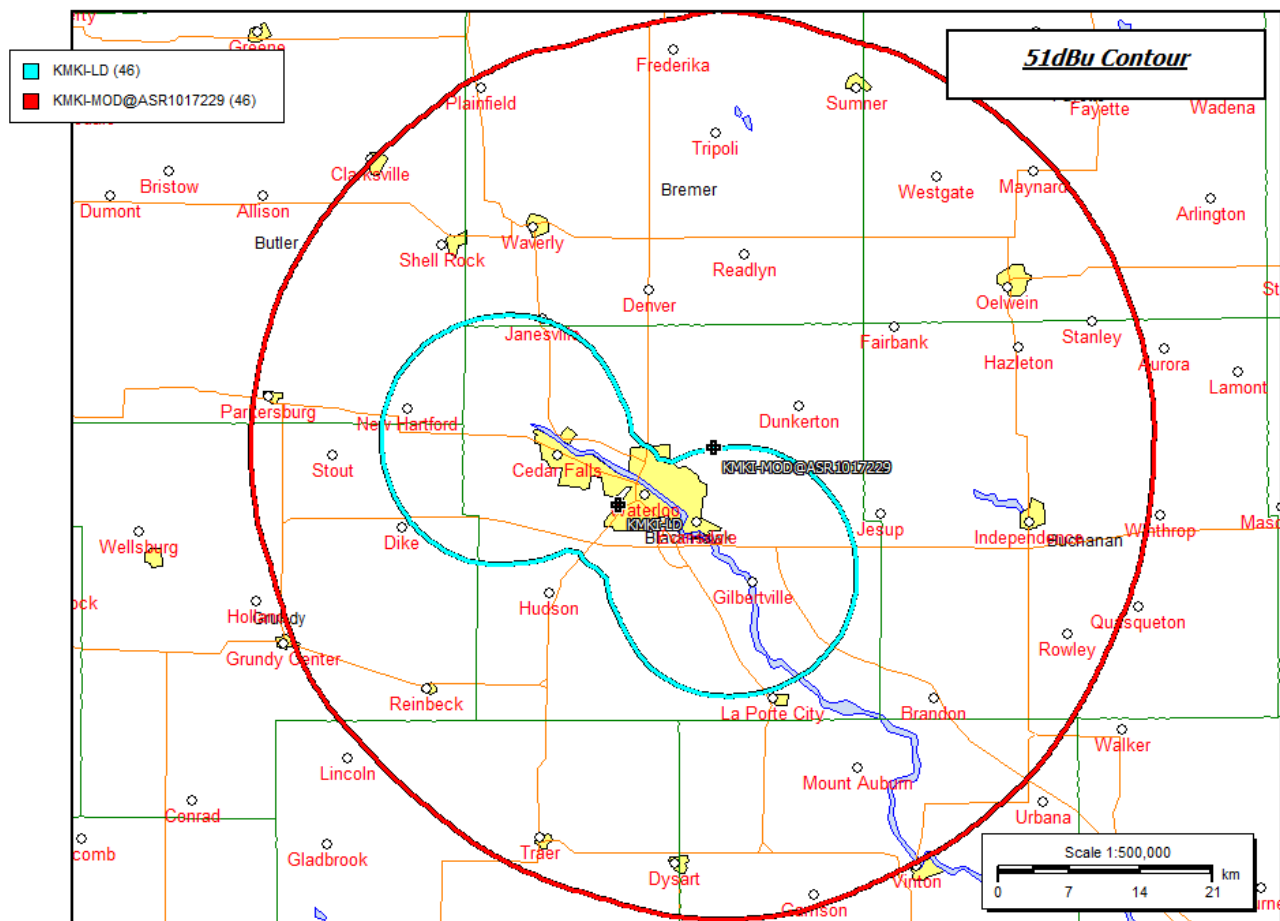 Greene
51dBu Contour
KMKI-LD (46)
KMKI-MOD@ASR1017229 (46)
Frederika
Plainfield
Sumner
Fayette
Wadena
Tripoli
Clarksville
Bristow
Bremer
Westgate
Maynard
Dumont
Allison
Arlington
Butler
Waverly
Shell Rock
Readlyn
Denver
Oelwein
Janesville
Fairbank
Stanley
Hazleton
Aurora
Lamont
Parkersburg
New Hartford
Dunkerton
Stout
Cedar Falls
KMKI-MOD@ASR1017229
Waterloo
KMKI-LD
Dike
Jesup
Independence
Winthrop
Buchanan
Wellsburg
Hudson
Gilbertville
Holland
Grundy
Quasqueton
Rowley
Grundy Center
Reinbeck
La Porte City
Brandon
Walker
Lincoln
Mount Auburn
Conrad
Urbana
comb
Gladbrook
Traer
Dysart
Vinton
Garrison
Scale 1:500,000
km
0 7 14 21